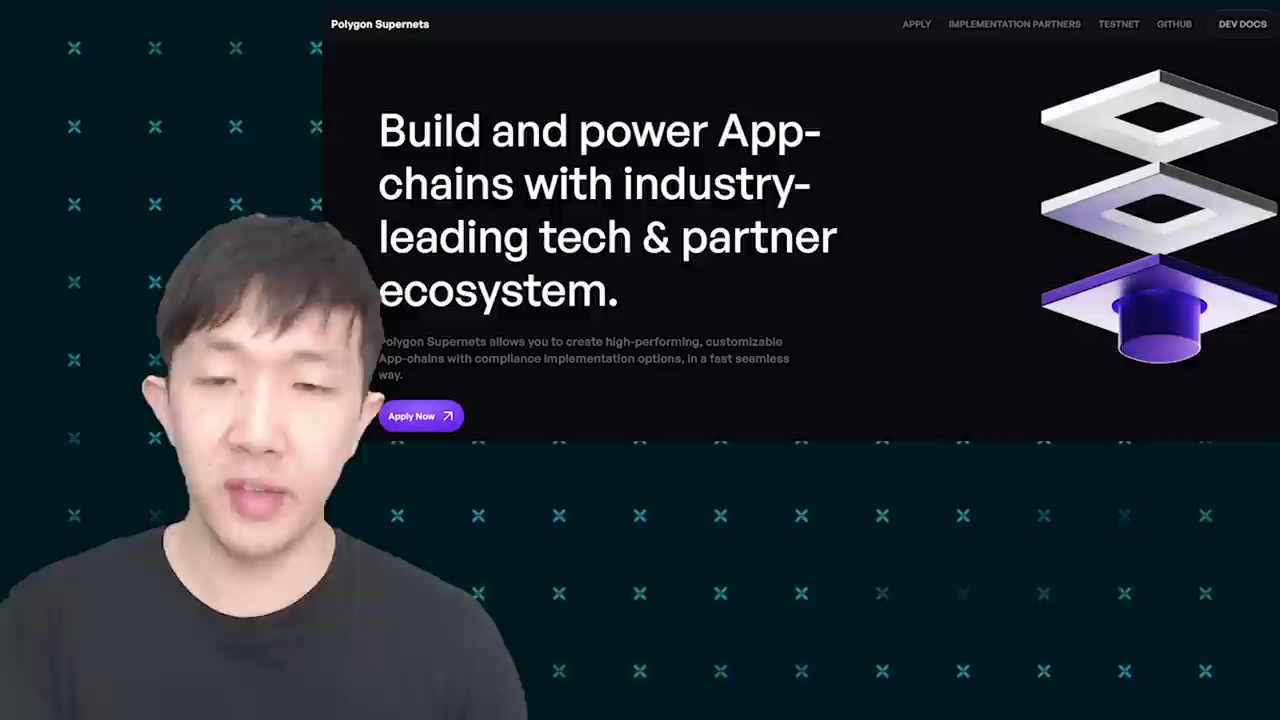 Polygon Supernets
APPLY
IMPLEMENTATION PARTNERS
TESTNET
GITHUB
DEV DOCS
Build and power App-
chains with industry-
leading tech & partner
ecosystem.
Polygon Supernets allows you to create high-performing, customizable
App-chains with compliance implementation options, in a fast seamless
way.
Apply Now